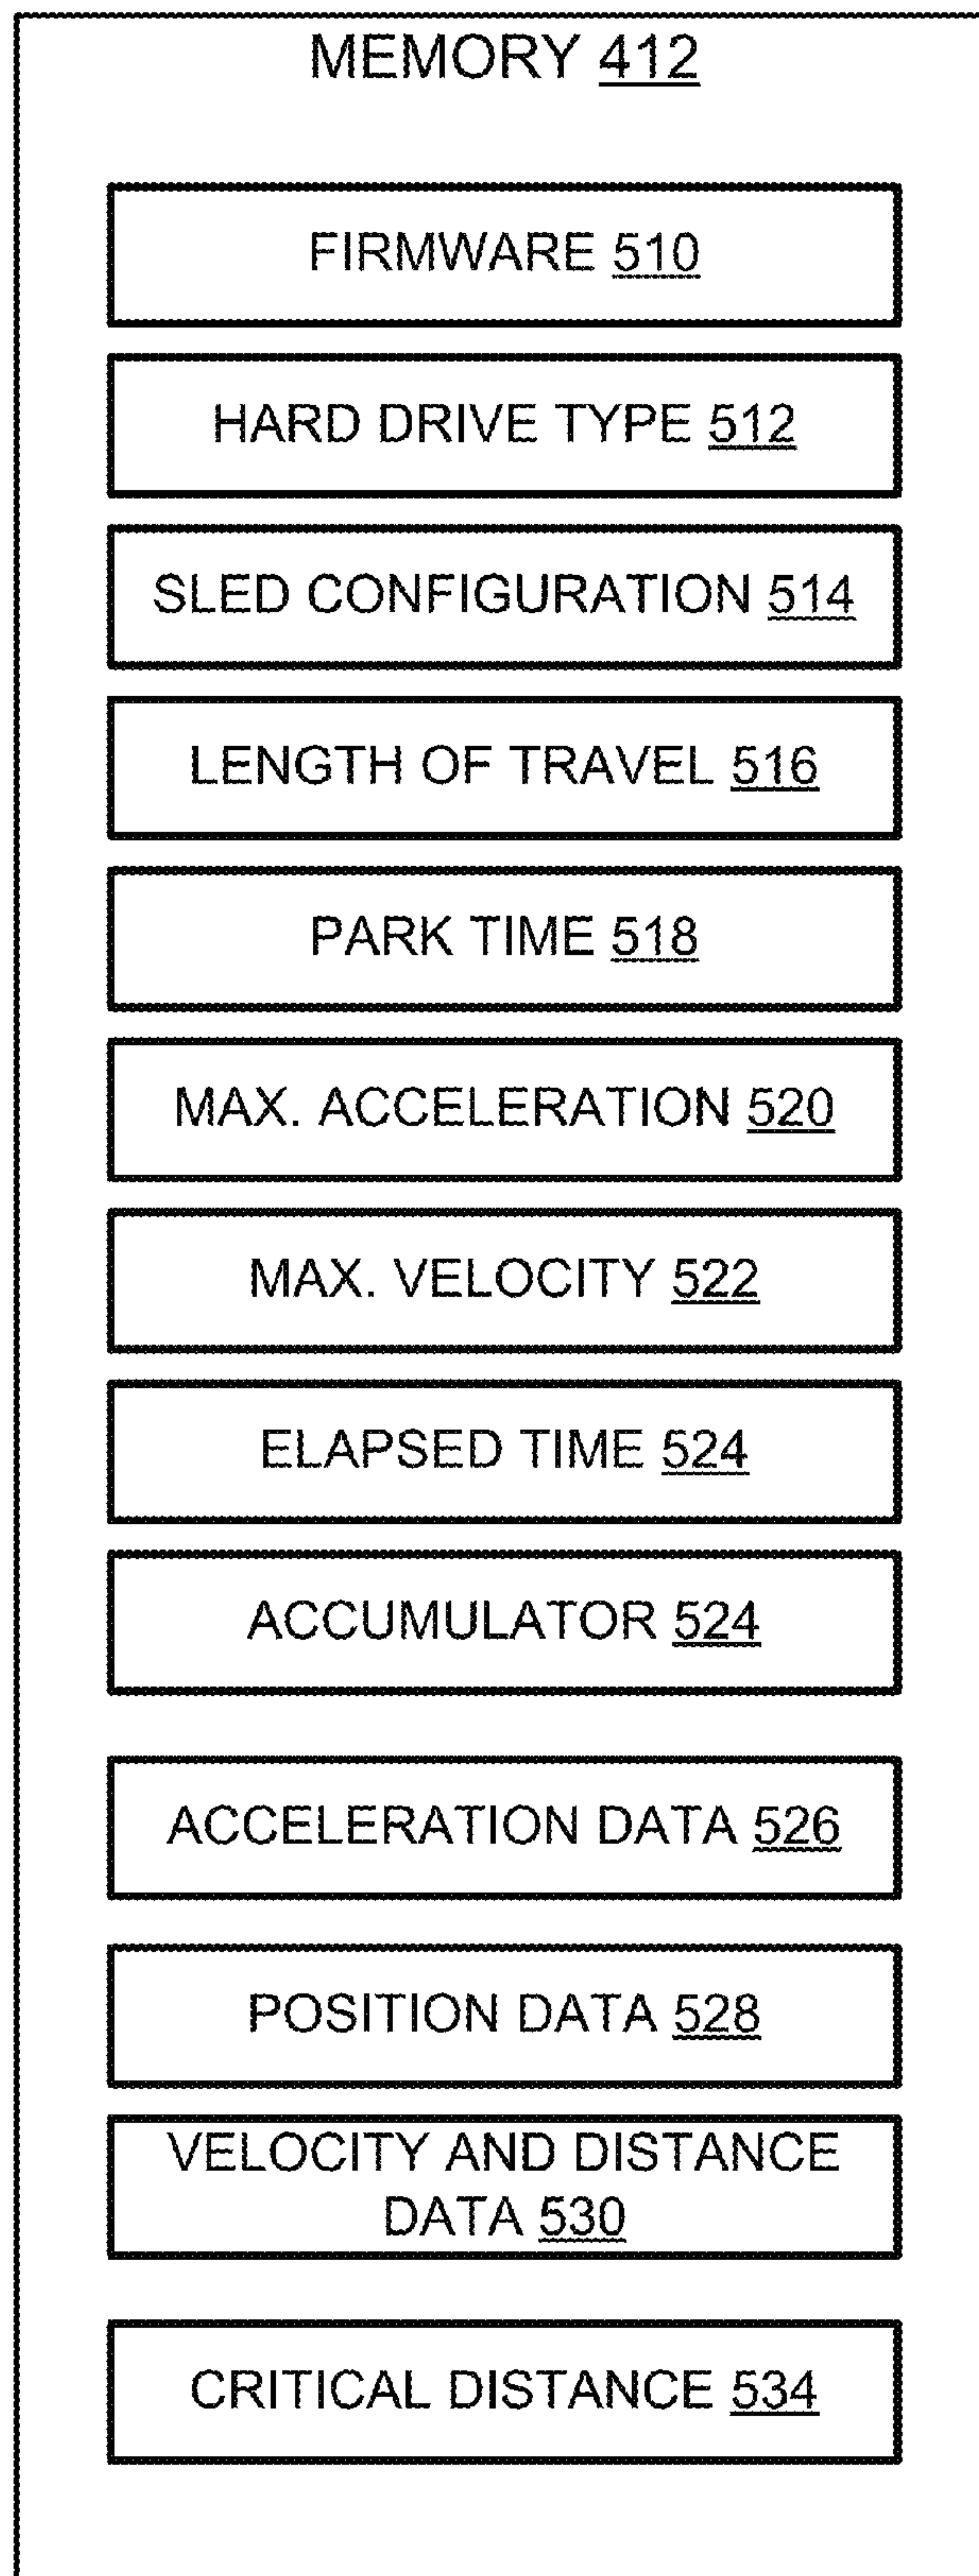 MEMORY 412
FIRMWARE 510
HARD DRIVE TYPE 512
SLED CONFIGURATION 514
LENGTH OF TRAVEL 516
PARK TIME 518
MAX. ACCELERATION 520
MAX. VELOCITY 522
ELAPSED TIME 524
ACCUMULATOR 524
ACCELERATION DATA 526
POSITION DATA 528
VELOCITY AND DISTANCE
DATA 530
CRITICAL DISTANCE 534